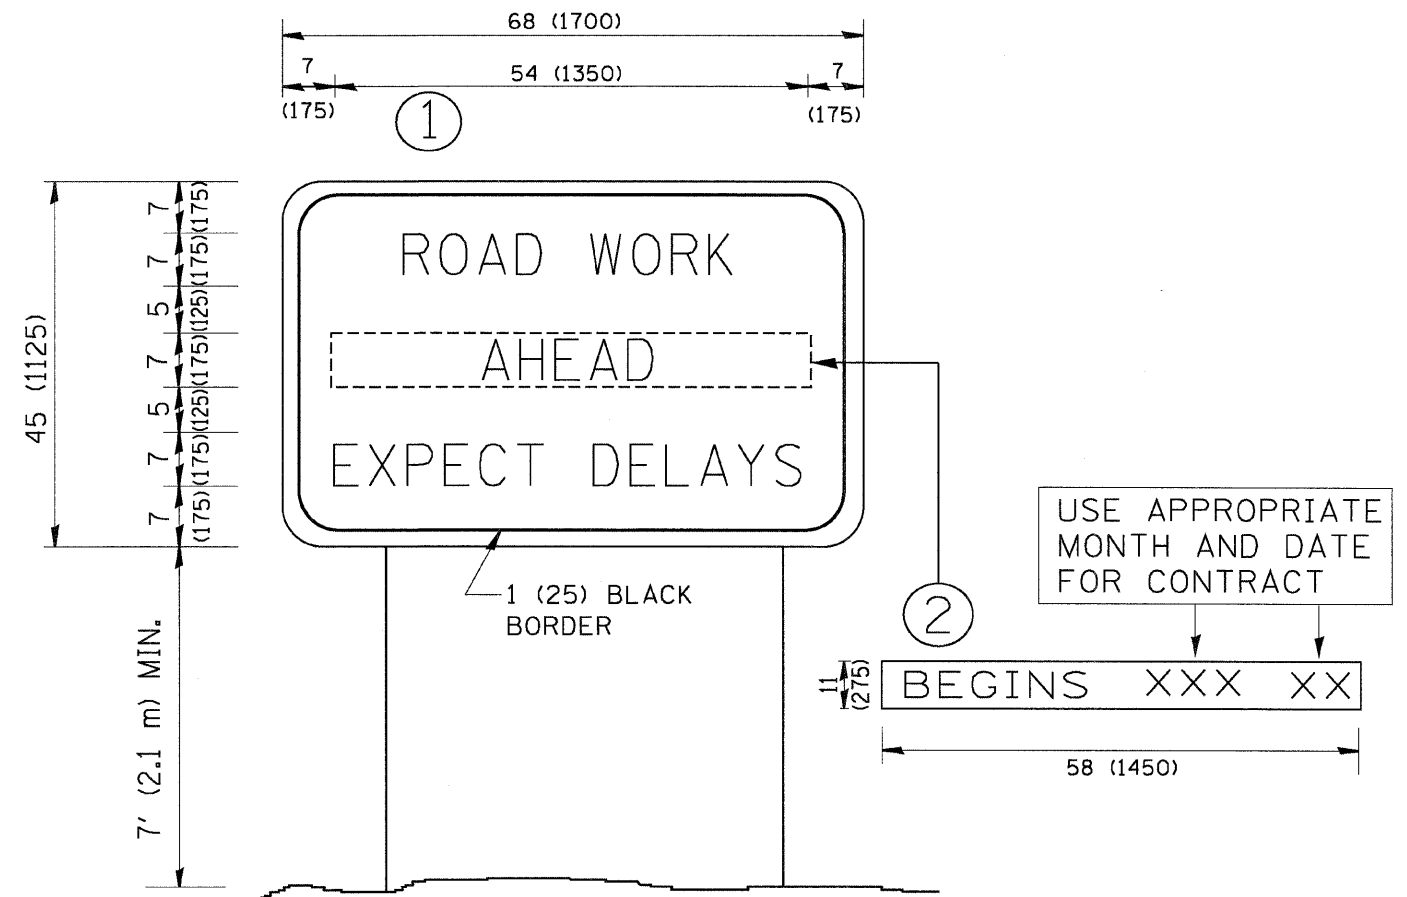 68 (1700)
7
54 (1350)
7
(175)
(175)
1
7
(175)
7
(175)
5
(125)
7
(175)
5
(125)
7
(175)
7
(175)
45 (1125)
ROAD WORK
AHEAD
EXPECT DELAYS
1 (25) BLACK
BORDER
7' (2.1 m) MIN.
USE APPROPRIATE
MONTH AND DATE
FOR CONTRACT
2
11
(275)
BEGINS XXX XX
58 (1450)